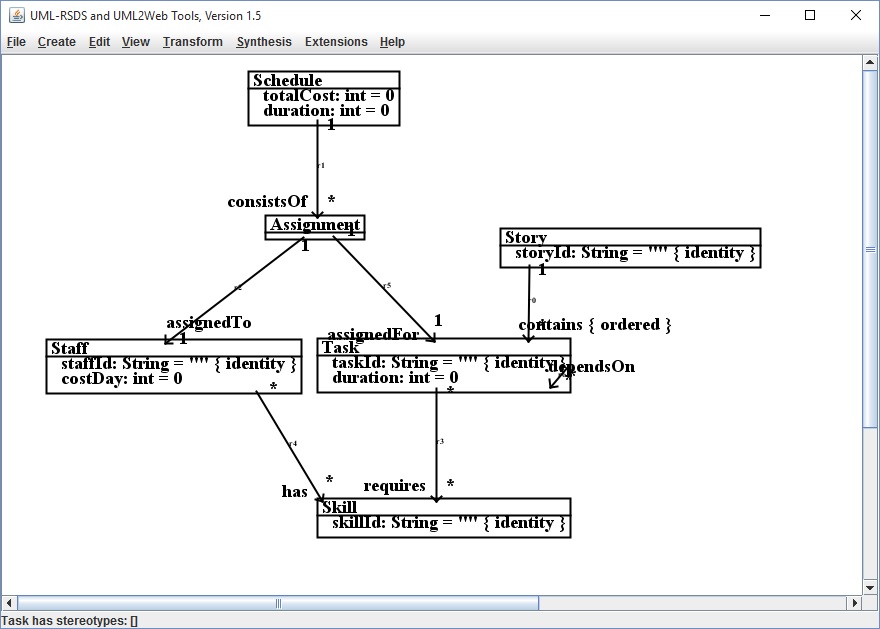 UML-RSDS and UML2Web Tools, Version 1.5
File Create Edit View Transform Synthesis Extensions Help
Schedule
totalCost: int = 0
duration: int = 0
1
r1
consistsOf *
Assignment
1
1
Story
storyId: String = "" { identity }
1
r2
r5
r0
assignedTo
1
1
assignedFor
contains { ordered }
*
Staff
staffId: String = "" { identity }
costDay: int = 0
*
Task
taskId: String = "" { identity }
duration: int = 0
*
dependsOn
*
r4
r3
has *
requires *
Skill
skillId: String = "" { identity }
Task has stereotypes: []